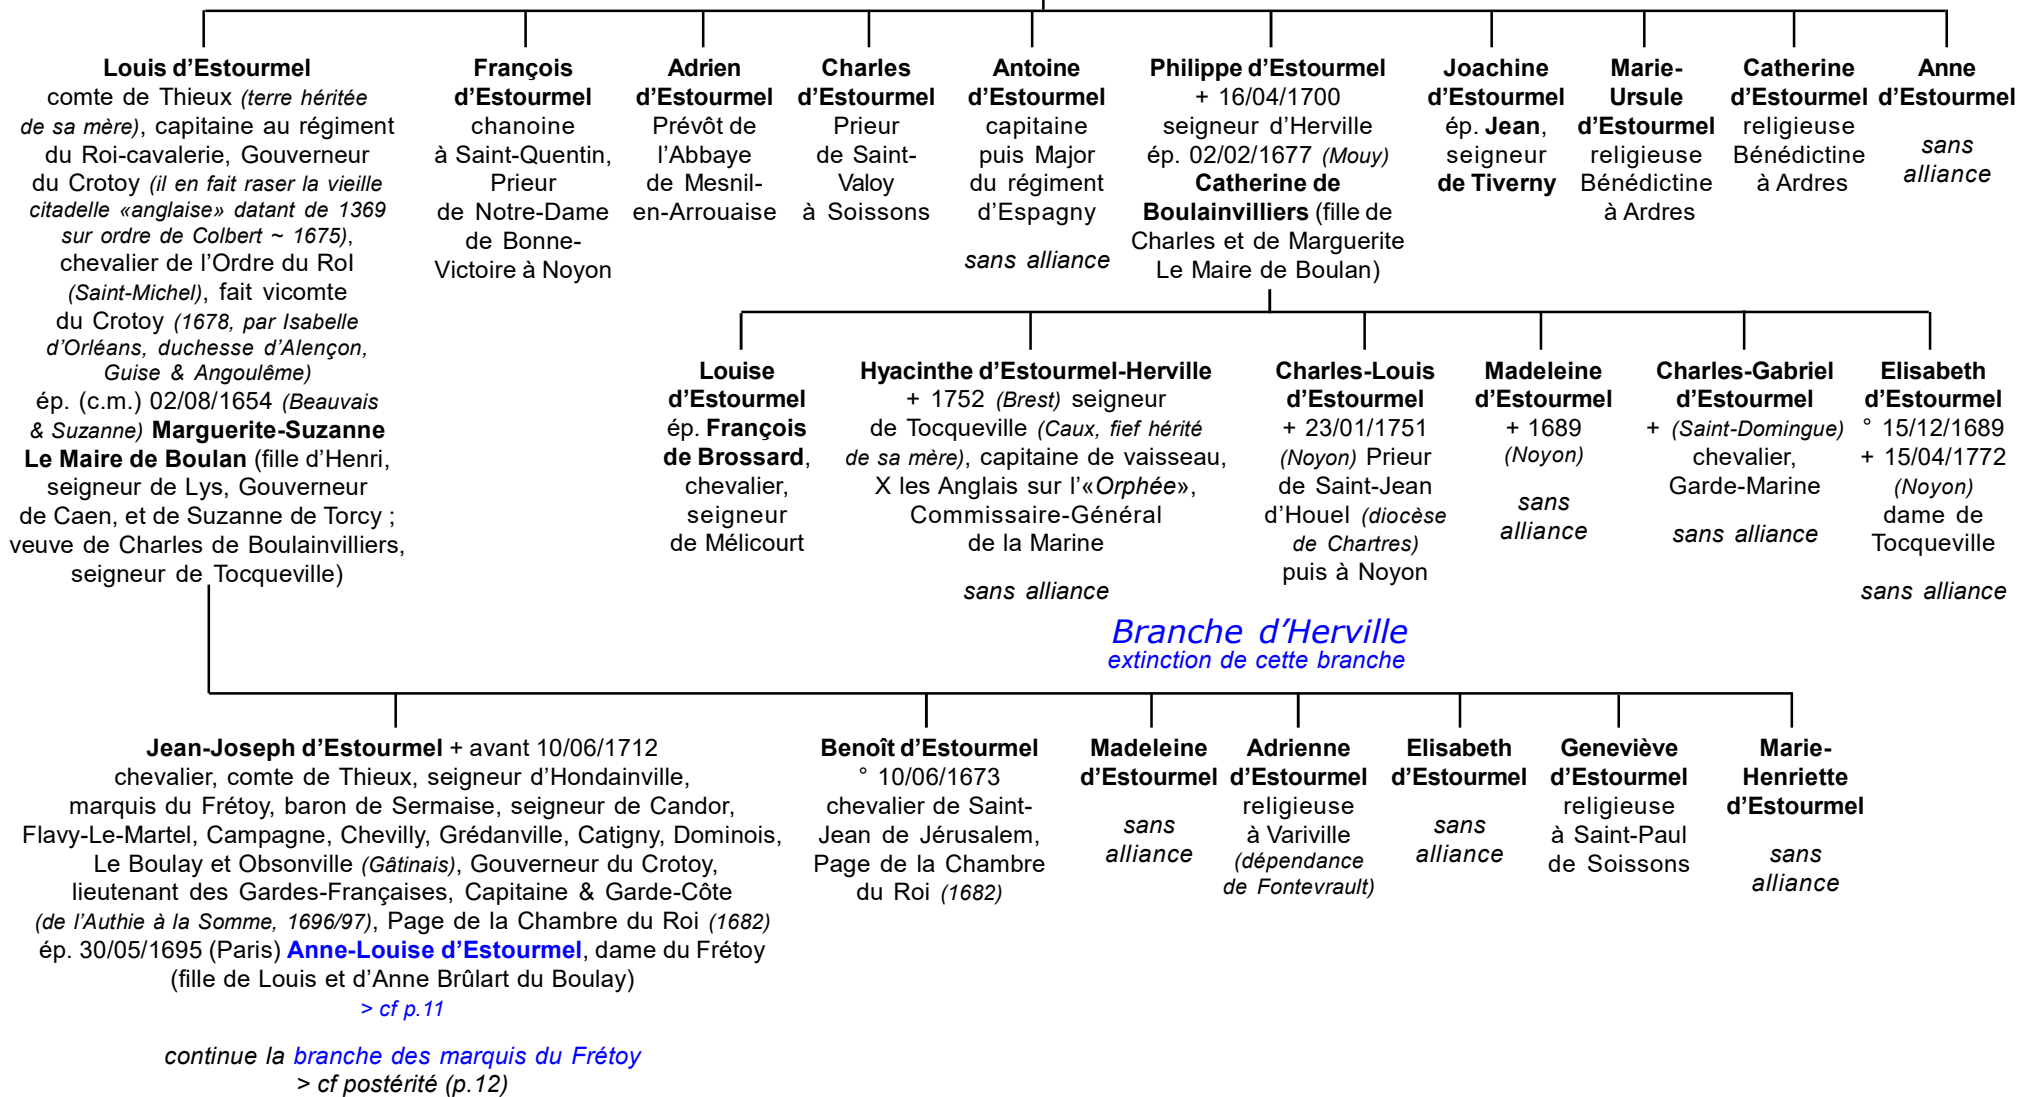 Louis d’Estourmel
comte de Thieux (terre héritée
de sa mère), capitaine au régiment
du Roi-cavalerie, Gouverneur
du Crotoy (il en fait raser la vieille
citadelle «anglaise» datant de 1369
sur ordre de Colbert ~ 1675),
chevalier de l’Ordre du RoI
(Saint-Michel), fait vicomte
du Crotoy (1678, par Isabelle
d’Orléans, duchesse d’Alençon,
Guise & Angoulême)
ép. (c.m.) 02/08/1654 (Beauvais
& Suzanne) Marguerite-Suzanne
Le Maire de Boulan (fille d’Henri,
seigneur de Lys, Gouverneur
de Caen, et de Suzanne de Torcy ;
veuve de Charles de Boulainvilliers,
seigneur de Tocqueville)
François
d’Estourmel
chanoine
à Saint-Quentin,
Prieur
de Notre-Dame
de Bonne-
Victoire à Noyon
Adrien
d’Estourmel
Prévôt de
l’Abbaye
de Mesnil-
en-Arrouaise
Charles
d’Estourmel
Prieur
de Saint-
Valoy
à Soissons
Antoine
d’Estourmel
capitaine
puis Major
du régiment
d’Espagny
sans alliance
Philippe d’Estourmel
+ 16/04/1700
seigneur d’Herville
ép. 02/02/1677 (Mouy)
Catherine de
Boulainvilliers (fille de
Charles et de Marguerite
Le Maire de Boulan)
Joachine
d’Estourmel
ép. Jean,
seigneur
de Tiverny
Marie-
Ursule
d’Estourmel
religieuse
Bénédictine
à Ardres
Catherine
d’Estourmel
religieuse
Bénédictine
à Ardres
Anne
d’Estourmel
sans
alliance
Louise
d’Estourmel
ép. François
de Brossard,
chevalier,
seigneur
de Mélicourt
Hyacinthe d’Estourmel-Herville
+ 1752 (Brest) seigneur
de Tocqueville (Caux, fief hérité
de sa mère), capitaine de vaisseau,
X les Anglais sur l’«Orphée»,
Commissaire-Général
de la Marine
sans alliance
Charles-Louis
d’Estourmel
+ 23/01/1751
(Noyon) Prieur
de Saint-Jean
d’Houel (diocèse
de Chartres)
puis à Noyon
Madeleine
d’Estourmel
+ 1689
(Noyon)
sans
alliance
Charles-Gabriel
d’Estourmel
+ (Saint-Domingue)
chevalier,
Garde-Marine
sans alliance
Elisabeth
d’Estourmel
° 15/12/1689
+ 15/04/1772
(Noyon)
dame de
Tocqueville
sans alliance
Branche d’Herville
extinction de cette branche
Jean-Joseph d’Estourmel + avant 10/06/1712
chevalier, comte de Thieux, seigneur d’Hondainville,
marquis du Frétoy, baron de Sermaise, seigneur de Candor,
Flavy-Le-Martel, Campagne, Chevilly, Grédanville, Catigny, Dominois,
Le Boulay et Obsonville (Gâtinais), Gouverneur du Crotoy,
lieutenant des Gardes-Françaises, Capitaine & Garde-Côte
(de l’Authie à la Somme, 1696/97), Page de la Chambre du Roi (1682)
ép. 30/05/1695 (Paris) Anne-Louise d’Estourmel, dame du Frétoy
(fille de Louis et d’Anne Brûlart du Boulay)
> cf p.11
continue la branche des marquis du Frétoy
> cf postérité (p.12)
Benoît d’Estourmel
° 10/06/1673
chevalier de Saint-
Jean de Jérusalem,
Page de la Chambre
du Roi (1682)
Madeleine
d’Estourmel
sans
alliance
Adrienne
d’Estourmel
religieuse
à Variville
(dépendance
de Fontevrault)
Elisabeth
d’Estourmel
sans
alliance
Geneviève
d’Estourmel
religieuse
à Saint-Paul
de Soissons
Marie-
Henriette
d’Estourmel
sans
alliance